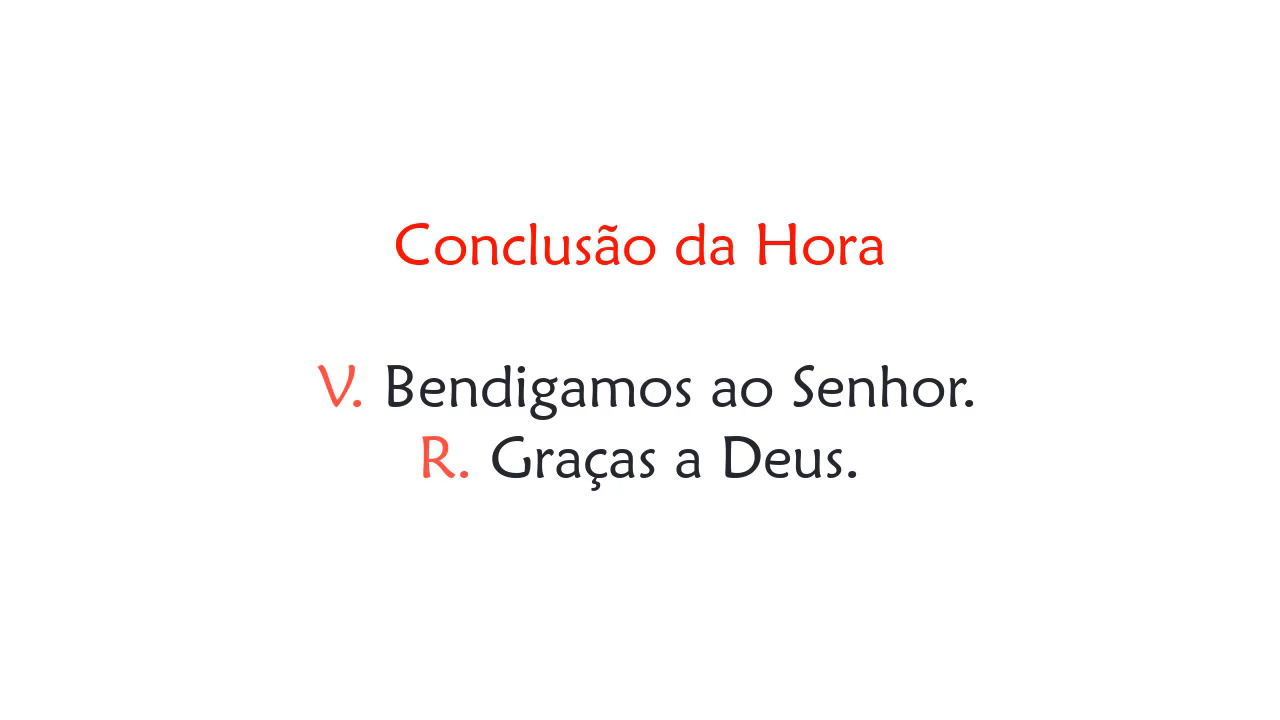 Conclusão da Hora
V. Bendigamos ao Senhor.
R. Graças a Deus.